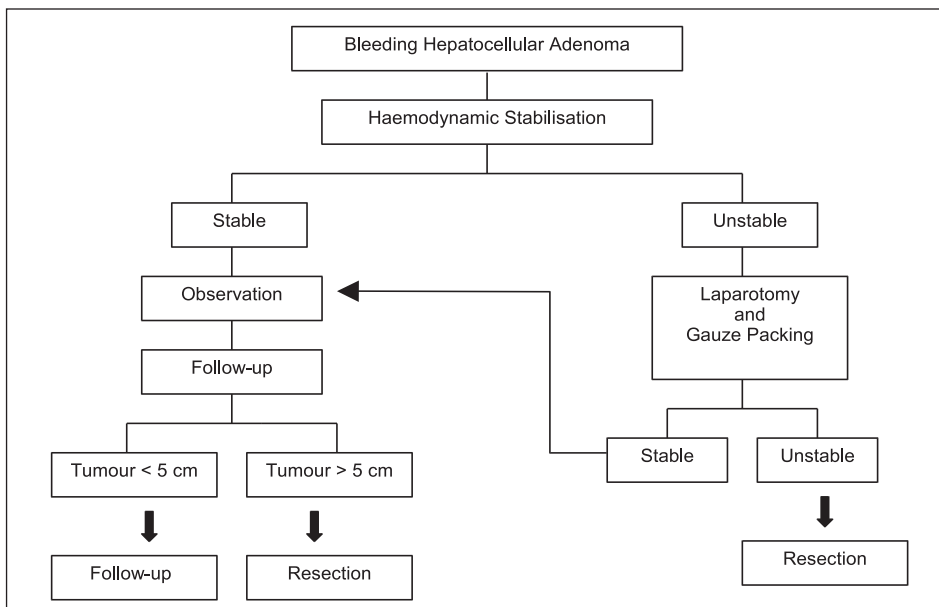 Bleeding Hepatocellular Adenoma
Haemodynamic Stabilisation
Stable
Unstable
Observation
Laparotomy
and
Gauze Packing
Follow-up
Tumour < 5 cm
Tumour > 5 cm
Stable
Unstable
Follow-up
Resection
Resection